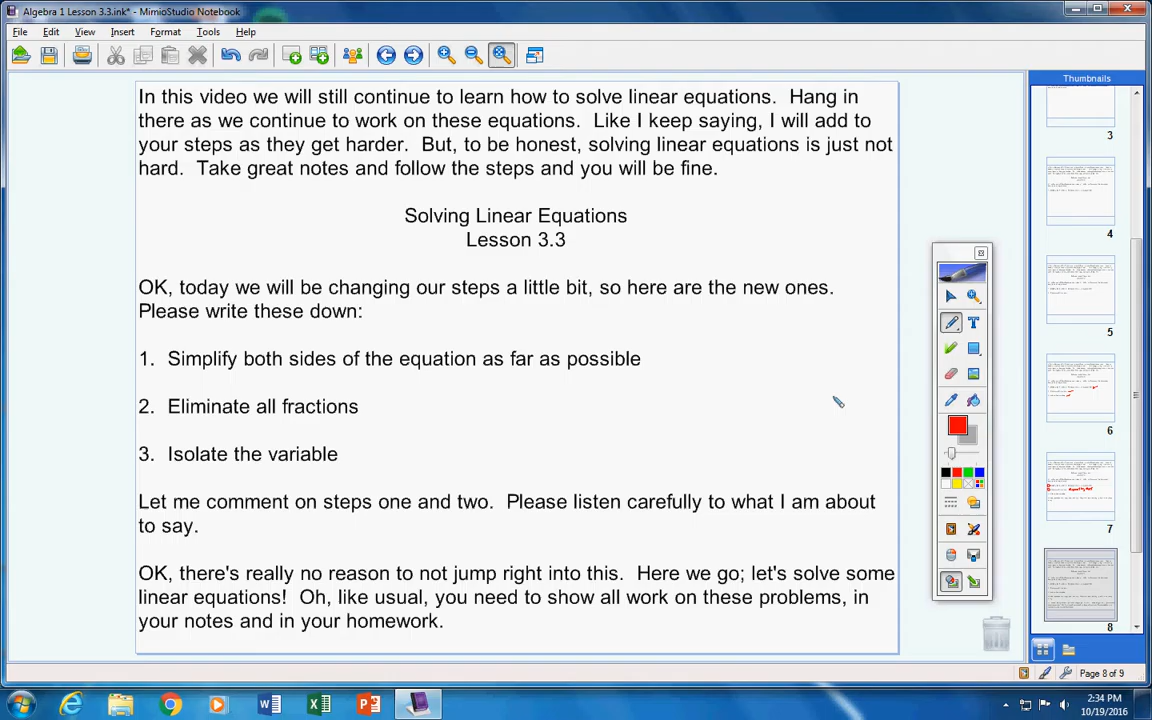 Algebra 1 Lesson 3.3.ink* - MimioStudio Notebook
File Edit View Insert Format Tools Help
In this video we will still continue to learn how to solve linear equations. Hang in
there as we continue to work on these equations. Like I keep saying, I will add to
your steps as they get harder. But, to be honest, solving linear equations is just not
hard. Take great notes and follow the steps and you will be fine.
Solving Linear Equations
Lesson 3.3
OK, today we will be changing our steps a little bit, so here are the new ones.
Please write these down:
1. Simplify both sides of the equation as far as possible
2. Eliminate all fractions
3. Isolate the variable
Let me comment on steps one and two. Please listen carefully to what I am about
to say.
OK, there's really no reason to not jump right into this. Here we go; let's solve some
linear equations! Oh, like usual, you need to show all work on these problems, in
your notes and in your homework.
Thumbnails
3
4
5
6
7
8
Page 8 of 9
2:34 PM
10/19/2016